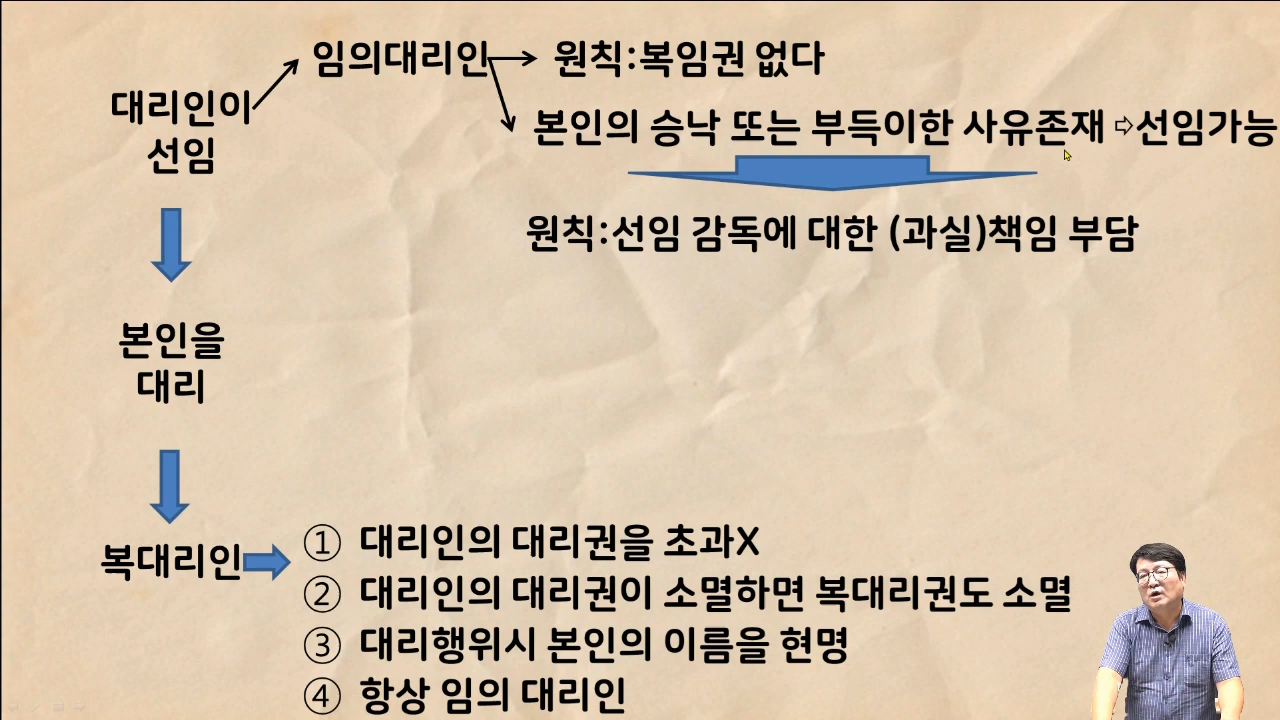 임의대리인 → 원칙:복임권 없다
대리인이
선임
본인의 승낙 또는 부득이한 사유존재 ⇨선임가능
원칙:선임 감독에 대한 (과실)책임 부담
본인을
대리
복대리인
① 대리인의 대리권을 초과X
② 대리인의 대리권이 소멸하면 복대리권도 소멸
③ 대리행위시 본인의 이름을 현명
④ 항상 임의 대리인